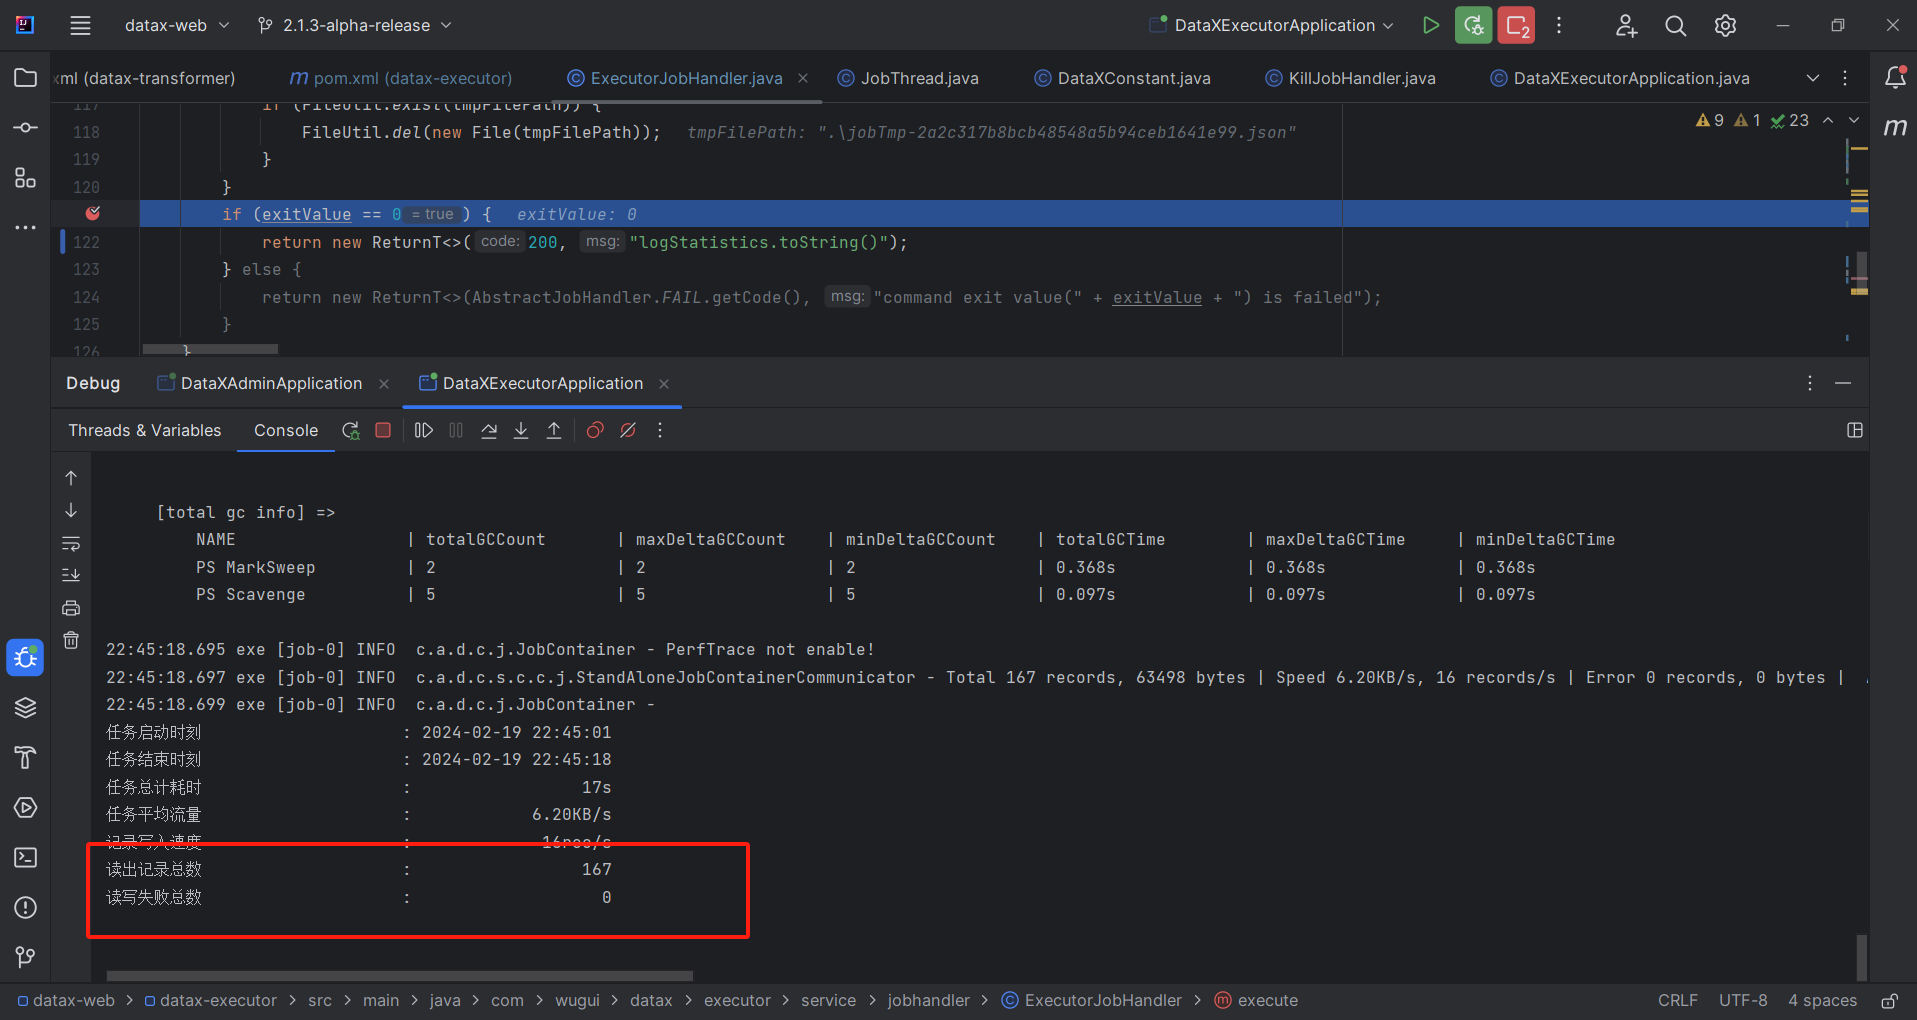 datax-web 2.1.3-alpha-release DataXExecutorApplication 2
xml (datax-transformer) m pom.xml (datax-executor) ExecutorJobHandler.java JobThread.java DataXConstant.java KillJobHandler.java DataXExecutorApplication.java
117 if (FileUtil.exist(tmpFilePath)) {
118 FileUtil.del(new File(tmpFilePath)); tmpFilePath: ".\jobTmp-2a2c317b8bcb48548a5b94ceb1641e99.json" 9 1 23
119 }
120 }
if (exitValue == 0 = true ) { exitValue: 0
122 return new ReturnT<>( code: 200, msg: "logStatistics.toString()");
123 } else {
124 return new ReturnT<>(AbstractJobHandler.FAIL.getCode(), msg: "command exit value(" + exitValue + ") is failed");
125 }
126 }
Debug DataXAdminApplication DataXExecutorApplication
Threads & Variables Console
[total gc info] =>
NAME | totalGCCount | maxDeltaGCCount | minDeltaGCCount | totalGCTime | maxDeltaGCTime | minDeltaGCTime
PS MarkSweep | 2 | 2 | 2 | 0.368s | 0.368s | 0.368s
PS Scavenge | 5 | 5 | 5 | 0.097s | 0.097s | 0.097s
22:45:18.695 exe [job-0] INFO c.a.d.c.j.JobContainer - PerfTrace not enable!
22:45:18.697 exe [job-0] INFO c.a.d.c.s.c.c.j.StandAloneJobContainerCommunicator - Total 167 records, 63498 bytes | Speed 6.20KB/s, 16 records/s | Error 0 records, 0 bytes |
22:45:18.699 exe [job-0] INFO c.a.d.c.j.JobContainer -
任务启动时刻 : 2024-02-19 22:45:01
任务结束时刻 : 2024-02-19 22:45:18
任务总计耗时 : 17s
任务平均流量 : 6.20KB/s
记录写入速度 : 16rec/s
读出记录总数 : 167
读写失败总数 : 0
datax-web > datax-executor > src > main > java > com > wugui > datax > executor > service > jobhandler > ExecutorJobHandler > execute CRLF UTF-8 4 spaces